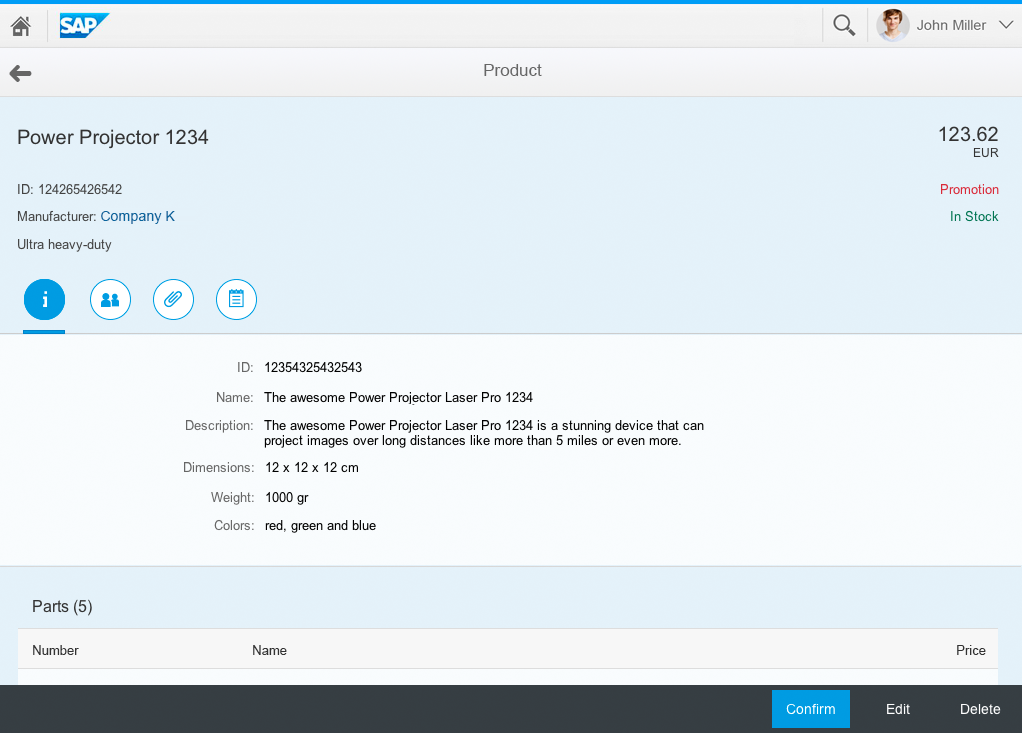 SAP
John Miller
Product
Power Projector 1234
123.62
EUR
ID: 124265426542
Promotion
Manufacturer: Company K
In Stock
Ultra heavy-duty
ID: 12354325432543
Name: The awesome Power Projector Laser Pro 1234
Description: The awesome Power Projector Laser Pro 1234 is a stunning device that can
project images over long distances like more than 5 miles or even more.
Dimensions: 12 x 12 x 12 cm
Weight: 1000 gr
Colors: red, green and blue
Parts (5)
Number Name Price
Confirm Edit Delete